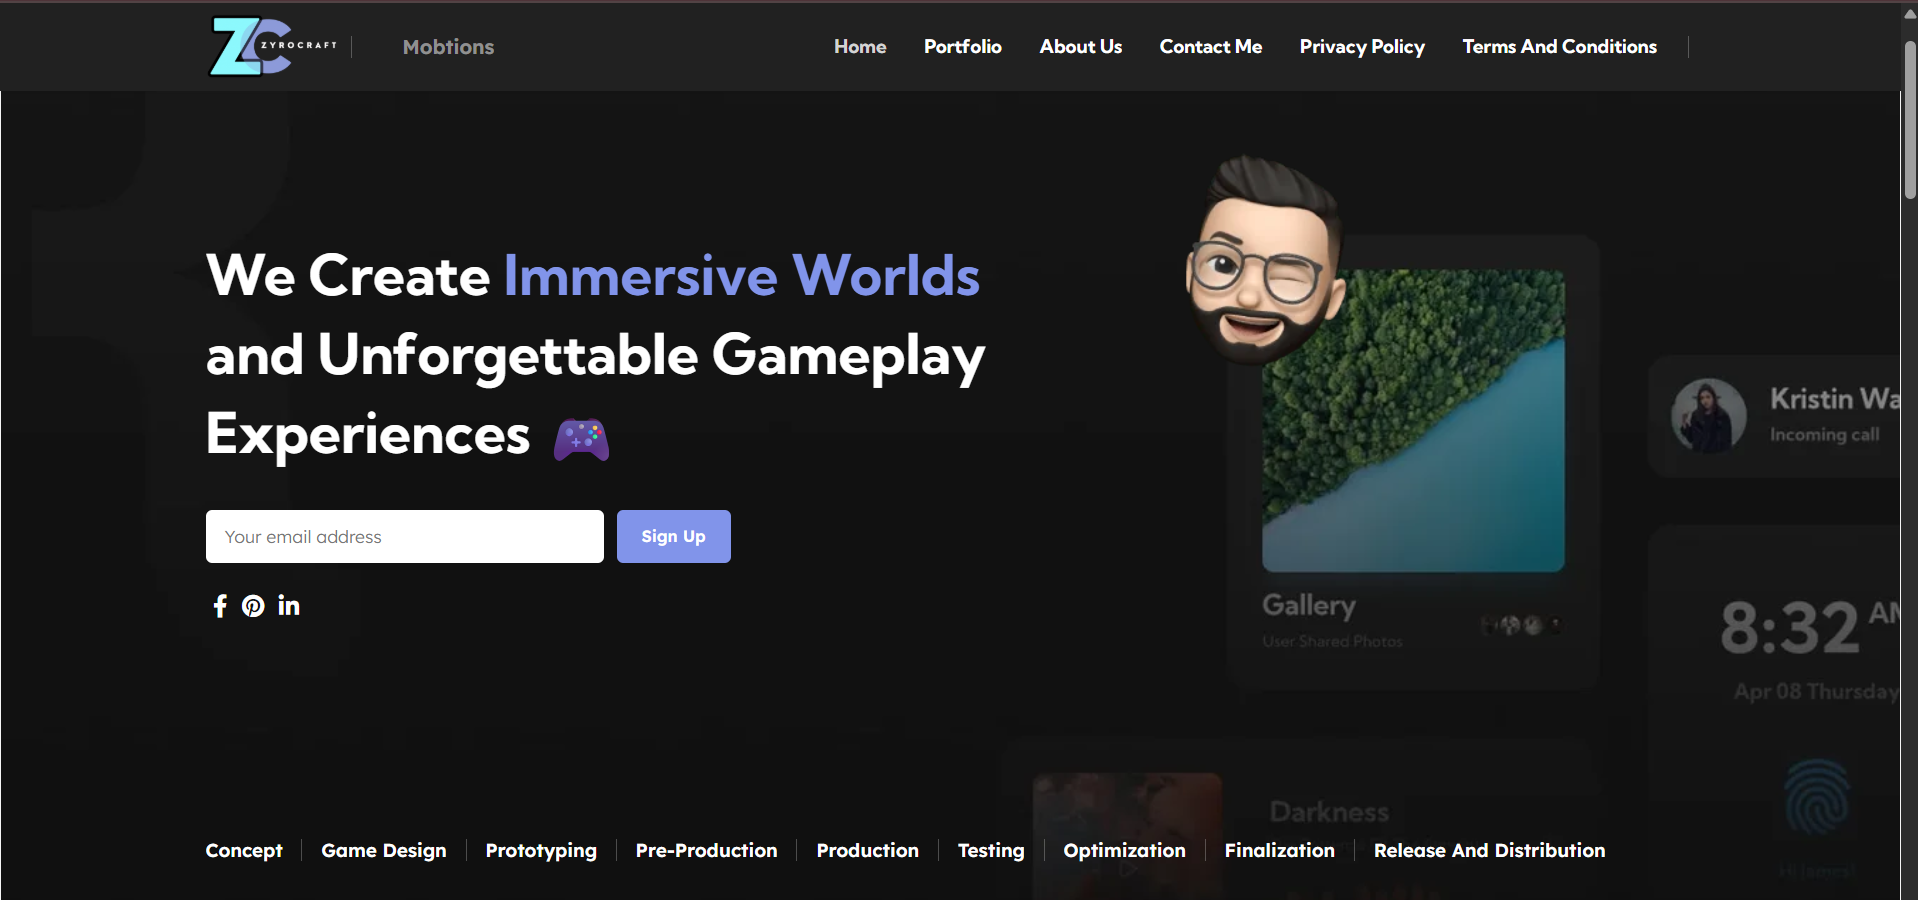 ZC ZYROCRAFT
Mobtions
Home Portfolio About Us Contact Me Privacy Policy Terms And Conditions
We Create Immersive Worlds
and Unforgettable Gameplay
Experiences
Your email address Sign Up
Gallery
User Shared Photos
Kristin Wa
Incoming call
8:32 AM
Apr 08 Thursday
Darkness
Concept Game Design Prototyping Pre-Production Production Testing Optimization Finalization Release And Distribution
Hi James!